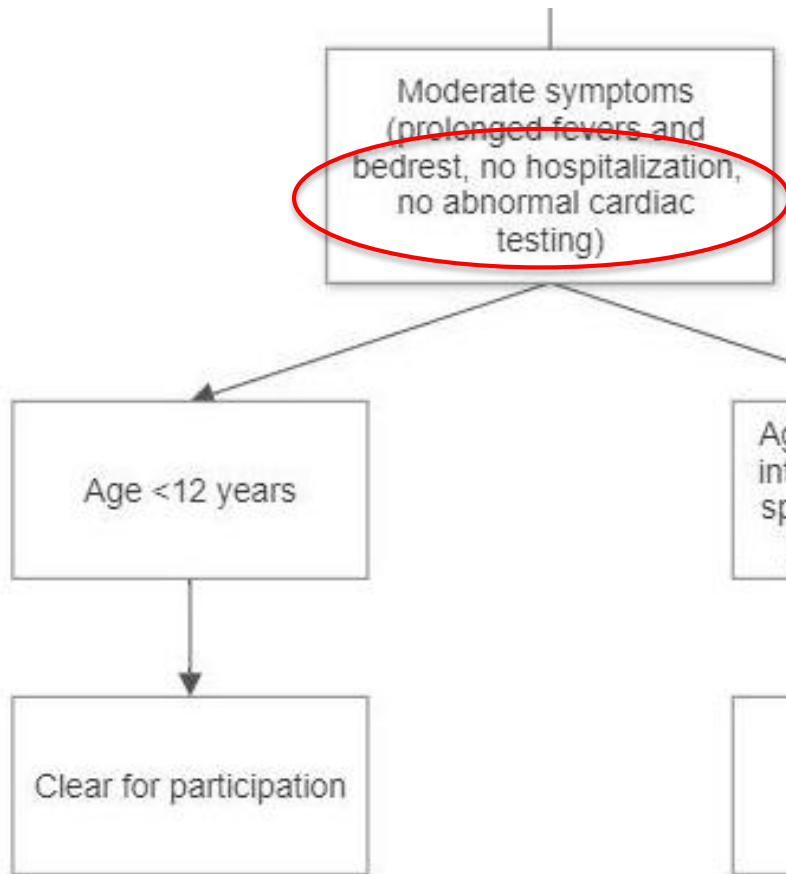 Moderate symptoms
(prolonged fevers and
bedrest, no hospitalization,
no abnormal cardiac
testing)
Age <12 years
Clear for participation